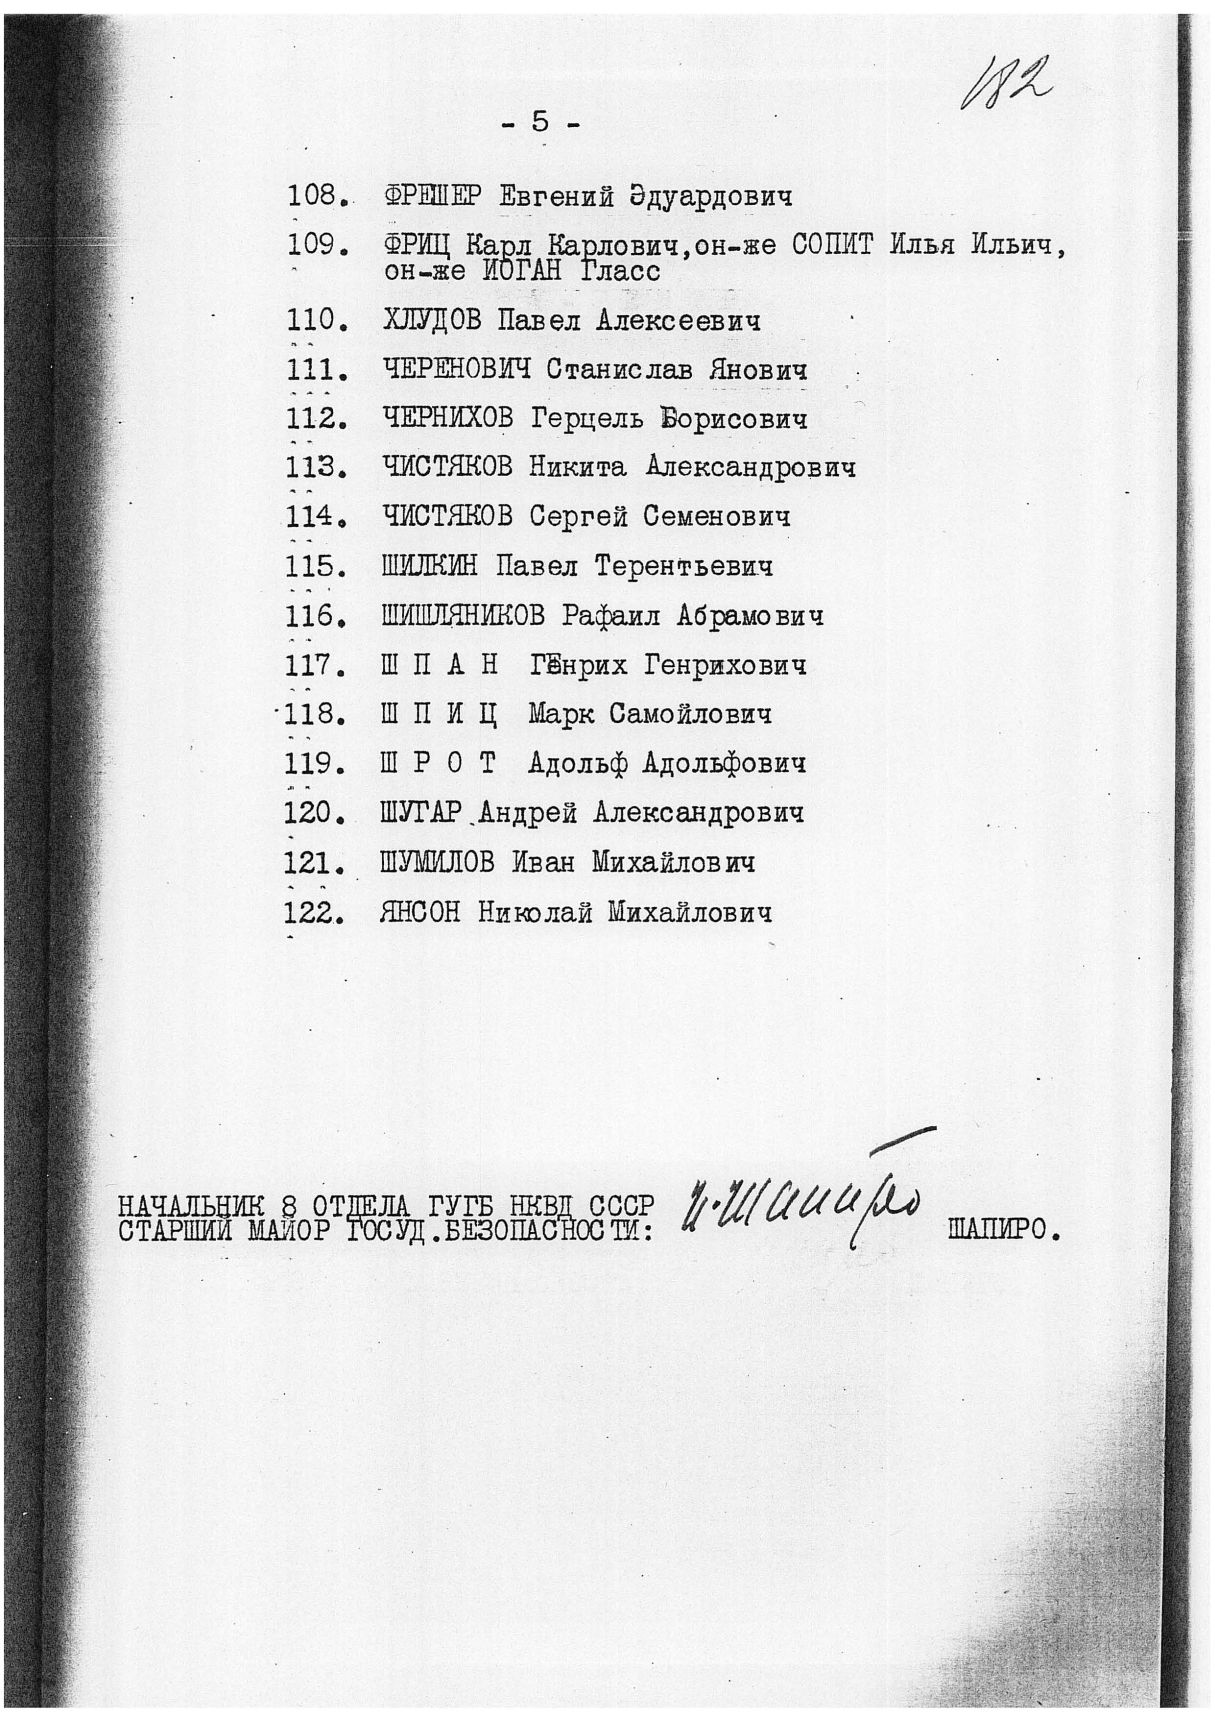 182
- 5 -
108. ФРЕШЕР Евгений Эдуардович
109. ФРИЦ Карл Карлович,он-же СОПИТ Илья Ильич,
он-же ИОГАН Гласс
110. ХЛУДОВ Павел Алексеевич
111. ЧЕРЕНОВИЧ Станислав Янович
112. ЧЕРНИХОВ Герцель Борисович
113. ЧИСТЯКОВ Никита Александрович
114. ЧИСТЯКОВ Сергей Семенович
115. ШИЛКИН Павел Терентьевич
116. ШИШЛЯНИКОВ Рафаил Абрамович
117. Ш П А Н Генрих Генрихович
118. Ш П И Ц Марк Самойлович
119. Ш Р О Т Адольф Адольфович
120. ШУГАР Андрей Александрович
121. ШУМИЛОВ Иван Михайлович
122. ЯНСОН Николай Михайлович
НАЧАЛЬНИК 8 ОТДЕЛА ГУГБ НКВД СССР
СТАРШИЙ МАЙОР ГОСУД.БЕЗОПАСНОСТИ: И.Шапиро ШАПИРО.